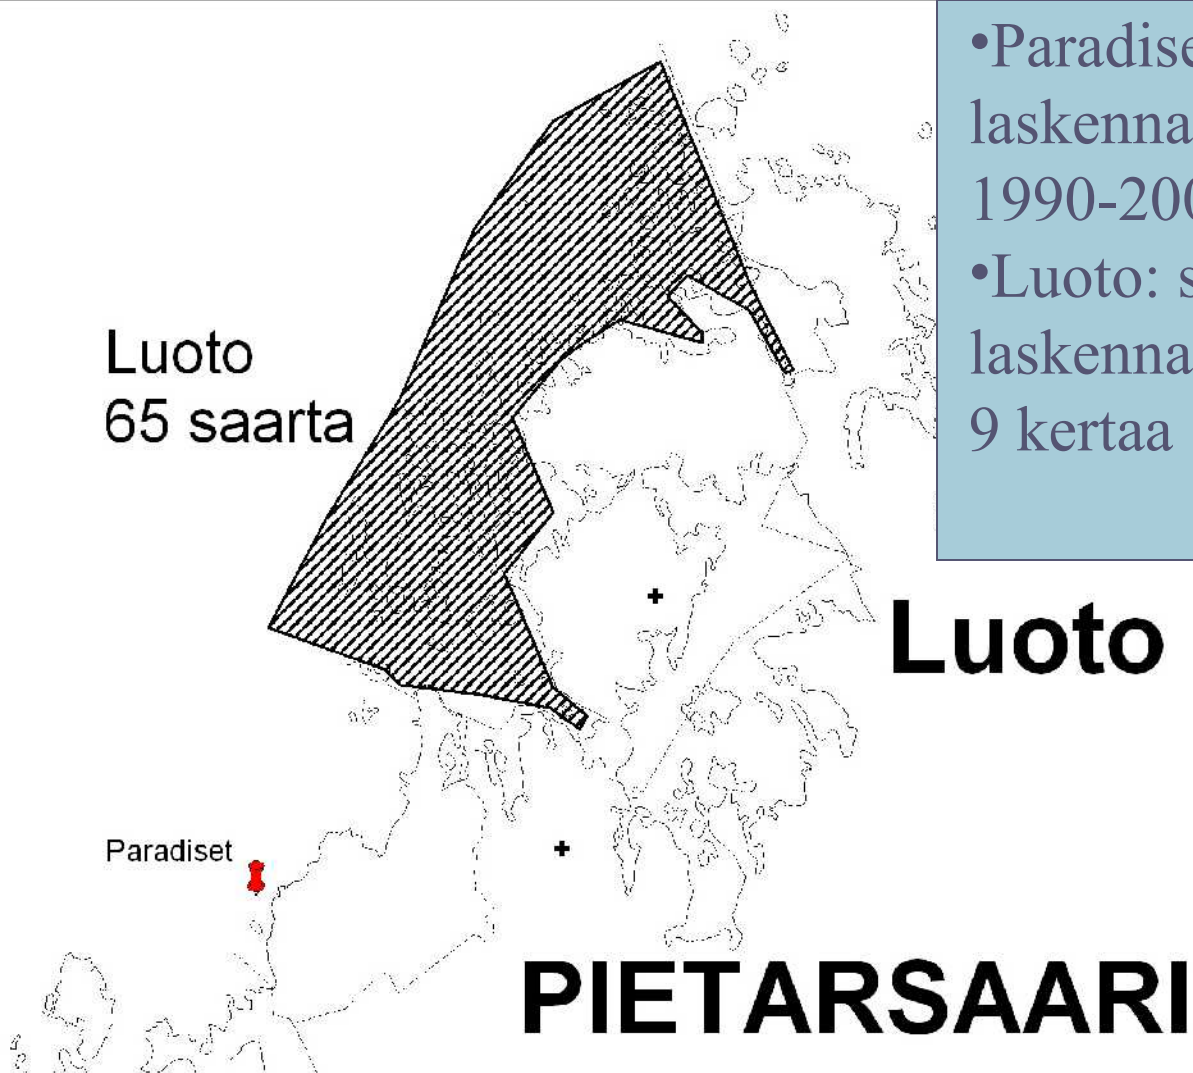 •Paradise
laskenna
1990-200
•Luoto: s
laskenna
9 kertaa
Luoto
65 saarta
Luoto
Paradiset
PIETARSAARI